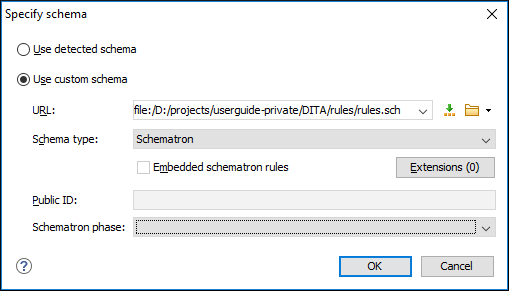 Specify schema
Use detected schema
Use custom schema
URL: file:/D:/projects/userguide-private/DITA/rules/rules.sch
Schema type: Schematron
Embedded schematron rules Extensions (0)
Public ID:
Schematron phase:
? OK Cancel